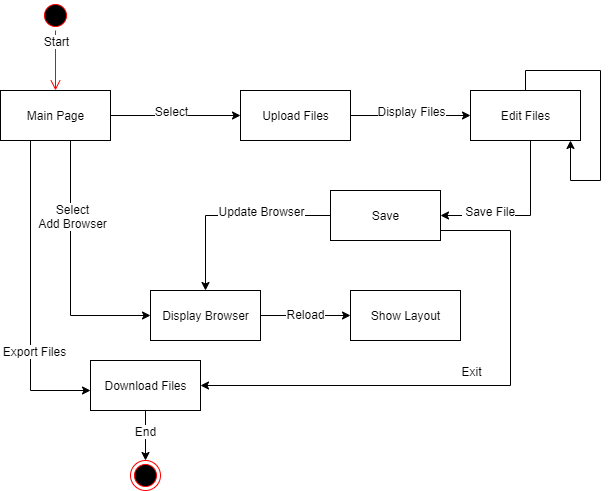 Start
Main Page
Select
Upload Files
Display Files
Edit Files
Select
Add Browser
Update Browser
Save
Save File
Display Browser
Reload
Show Layout
Export Files
Download Files
Exit
End